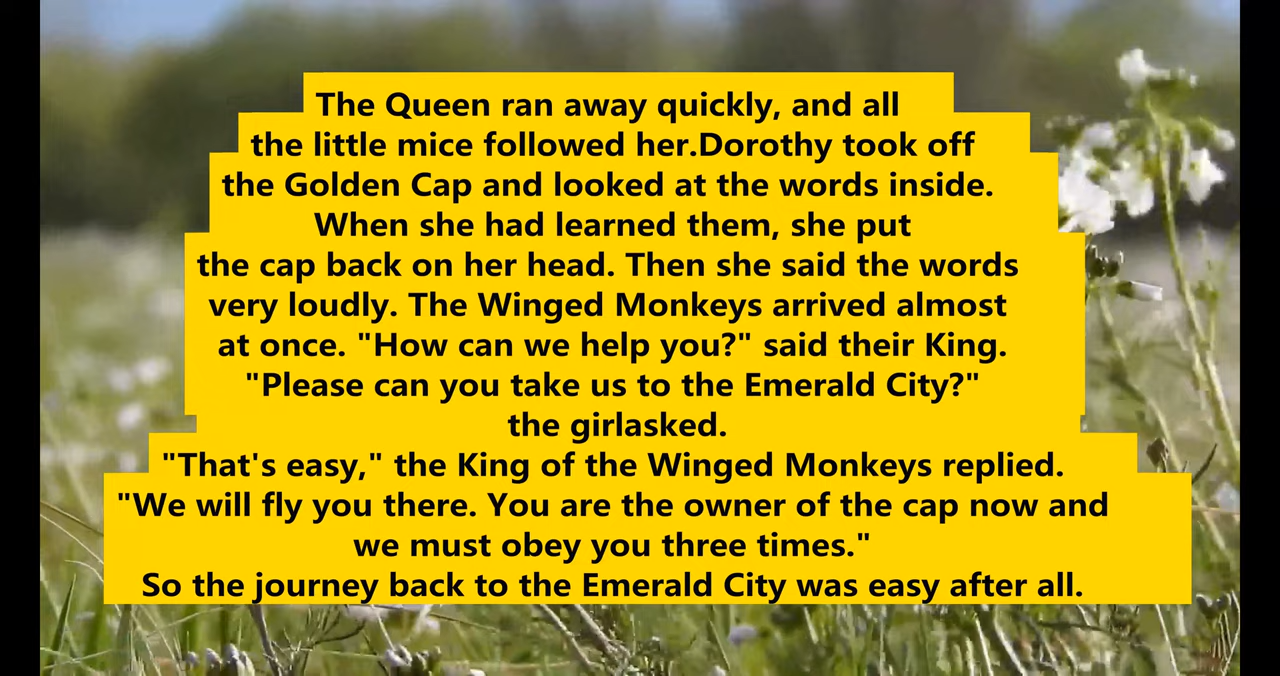 The Queen ran away quickly, and all
the little mice followed her.Dorothy took off
the Golden Cap and looked at the words inside.
When she had learned them, she put
the cap back on her head. Then she said the words
very loudly. The Winged Monkeys arrived almost
at once. "How can we help you?" said their King.
"Please can you take us to the Emerald City?"
the girlasked.
"That's easy," the King of the Winged Monkeys replied.
"We will fly you there. You are the owner of the cap now and
we must obey you three times."
So the journey back to the Emerald City was easy after all.